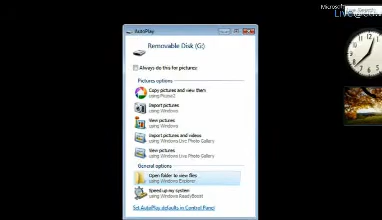 Microsoft
Live Search
AutoPlay
Removable Disk (G:)
Always do this for pictures:
Pictures options
Copy pictures and view them
using Picasa2
Import pictures
using Windows
View pictures
using Windows
Import pictures and videos
using Windows Live Photo Gallery
View pictures
using Windows Live Photo Gallery
General options
Open folder to view files
using Windows Explorer
Speed up my system
using Windows ReadyBoost
Set AutoPlay defaults in Control Panel